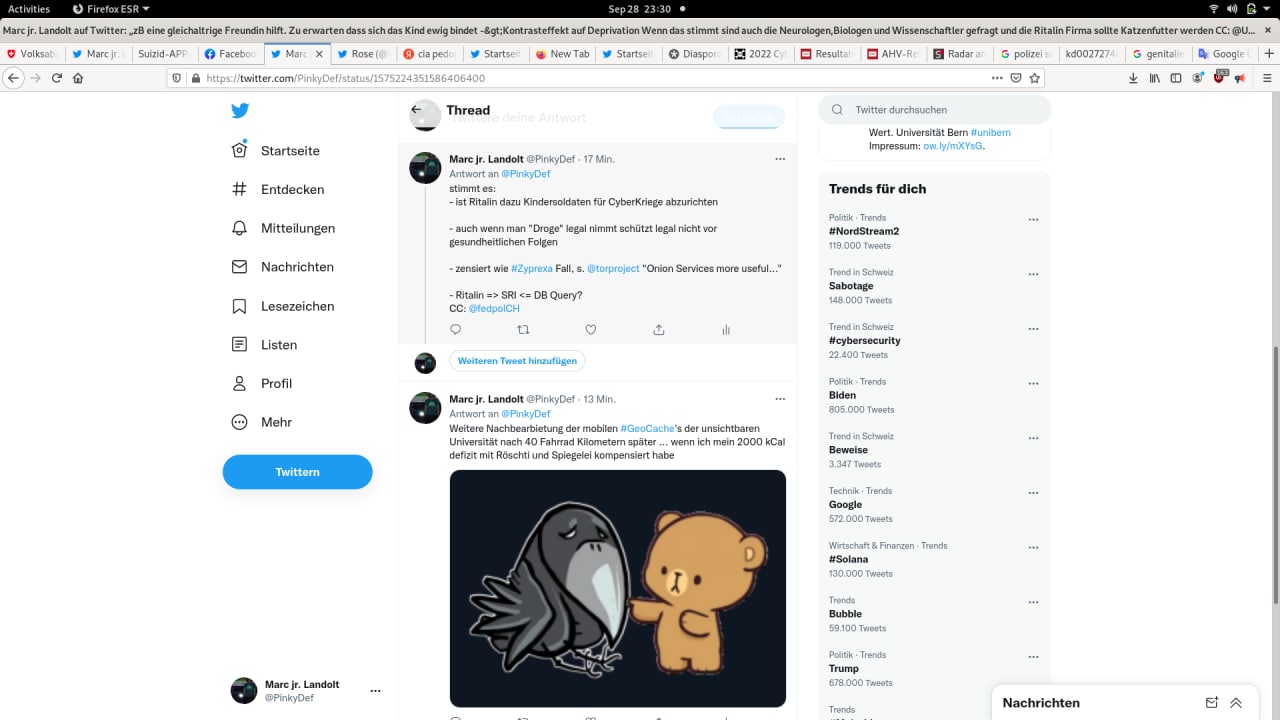 Activities
Firefox ESR
Sep 28 23:30
Marc jr. Landolt auf Twitter: „zB eine gleichaltrige Freundin hilft. Zu erwarten dass sich das Kind ewig bindet -&gt;Kontrasteffekt auf Deprivation Wenn das stimmt sind auch die Neurologen,Biologen und Wissenschaftler gefragt und die Ritalin Firma sollte Katzenfutter werden CC: @U...
Volksab
Marc jr.
Suizid-APP
Facebo
Marc
Rose (@
cia pedo
Startseit
New Tab
Startseit
Diaspora
2022 Cy
Resultat
AHV-Re
Radar a
polizei s
kd0027274
genitali
Google
https://twitter.com/PinkyDef/status/1575224351586406400
Thread
Twittere deine Antwort
Antworten
Twitter durchsuchen
Startseite
Entdecken
Mitteilungen
Nachrichten
Lesezeichen
Listen
Profil
Mehr
Twittern
Marc jr. Landolt
@PinkyDef
Marc jr. Landolt @PinkyDef · 17 Min.
Antwort an @PinkyDef
stimmt es:
- ist Ritalin dazu Kindersoldaten für CyberKriege abzurichten
- auch wenn man "Droge" legal nimmt schützt legal nicht vor
gesundheitlichen Folgen
- zensiert wie #Zyprexa Fall, s. @torproject "Onion Services more useful..."
- Ritalin => SRI <= DB Query?
CC: @fedpolCH
Weiteren Tweet hinzufügen
Marc jr. Landolt @PinkyDef · 13 Min.
Antwort an @PinkyDef
Weitere Nachbearbietung der mobilen #GeoCache's der unsichtbaren
Universität nach 40 Fahrrad Kilometern später ... wenn ich mein 2000 kCal
defizit mit Röschti und Spiegelei kompensiert habe
Wert. Universität Bern #unibern
Impressum: ow.ly/mXYsG.
Trends für dich
Politik · Trends
#NordStream2
119.000 Tweets
Trend in Schweiz
Sabotage
148.000 Tweets
Trend in Schweiz
#cybersecurity
22.400 Tweets
Politik · Trends
Biden
805.000 Tweets
Trend in Schweiz
Beweise
3.347 Tweets
Technik · Trends
Google
572.000 Tweets
Wirtschaft & Finanzen · Trends
#Solana
130.000 Tweets
Trends
Bubble
59.100 Tweets
Politik · Trends
Trump
678.000 Tweets
Trends
Nachrichten